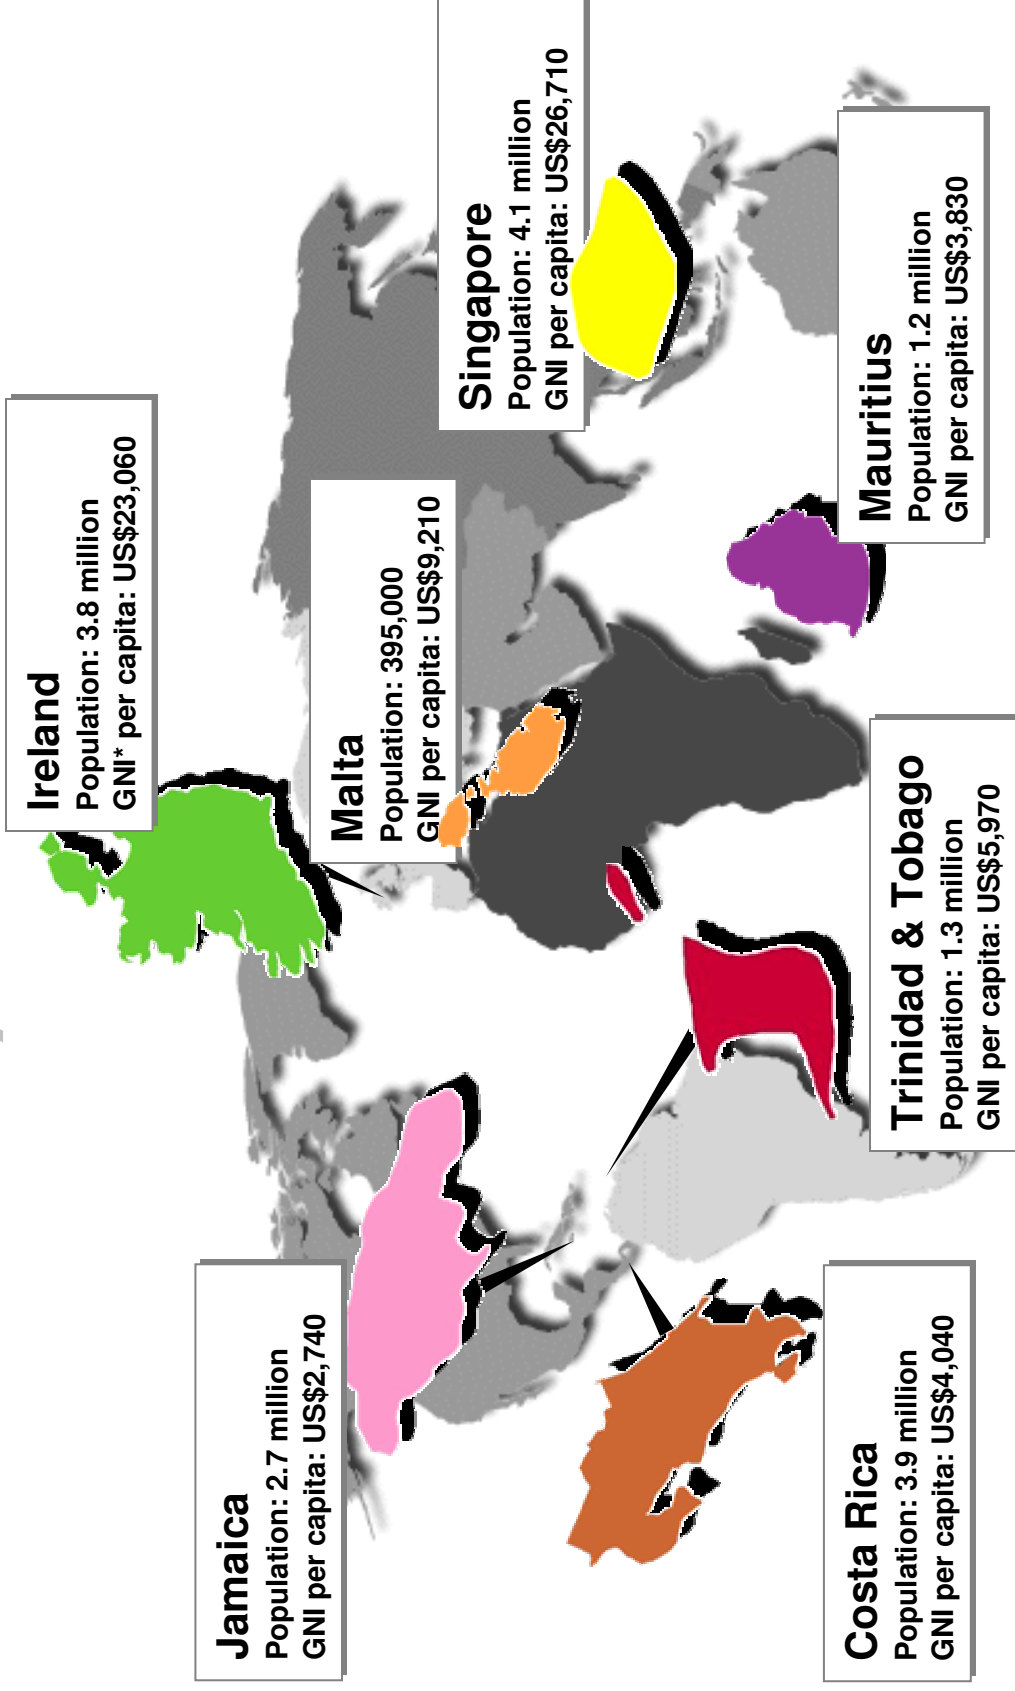 Ireland
Population: 3.8 million
GNI* per capita: US$23,060
Jamaica
Population: 2.7 million
GNI per capita: US$2,740
Malta
Population: 395,000
GNI per capita: US$9,210
Singapore
Population: 4.1 million
GNI per capita: US$26,710
Costa Rica
Population: 3.9 million
GNI per capita: US$4,040
Trinidad & Tobago
Population: 1.3 million
GNI per capita: US$5,970
Mauritius
Population: 1.2 million
GNI per capita: US$3,830